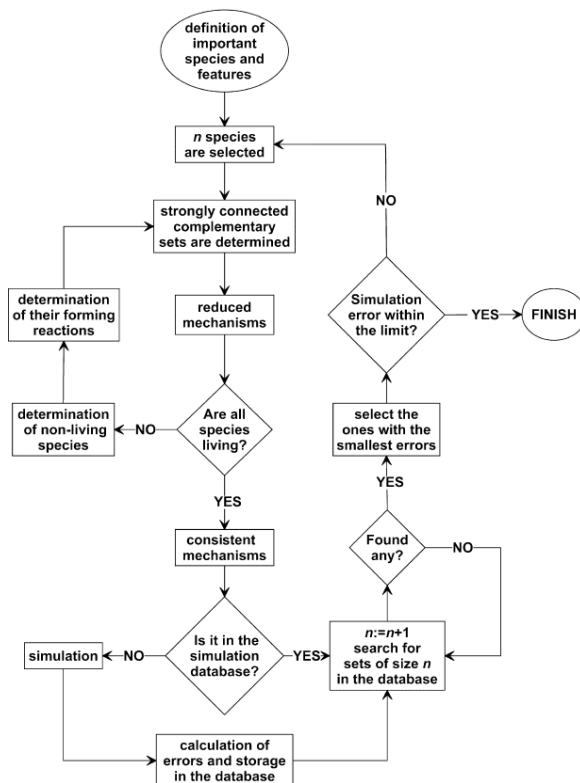 definition of
important
species and
features
n species
are selected
NO
strongly connected
complementary
sets are determined
determination
of their forming
reactions
reduced
mechanisms
Simulation
error within
the limit?
YES
FINISH
determination
of non-living
species
NO
Are all
species
living?
select the
ones with the
smallest errors
YES
YES
consistent
mechanisms
Found
any?
NO
simulation
NO
Is it in the
simulation
database?
YES
n:=n+1
search for
sets of size n
in the database
calculation of
errors and storage
in the database